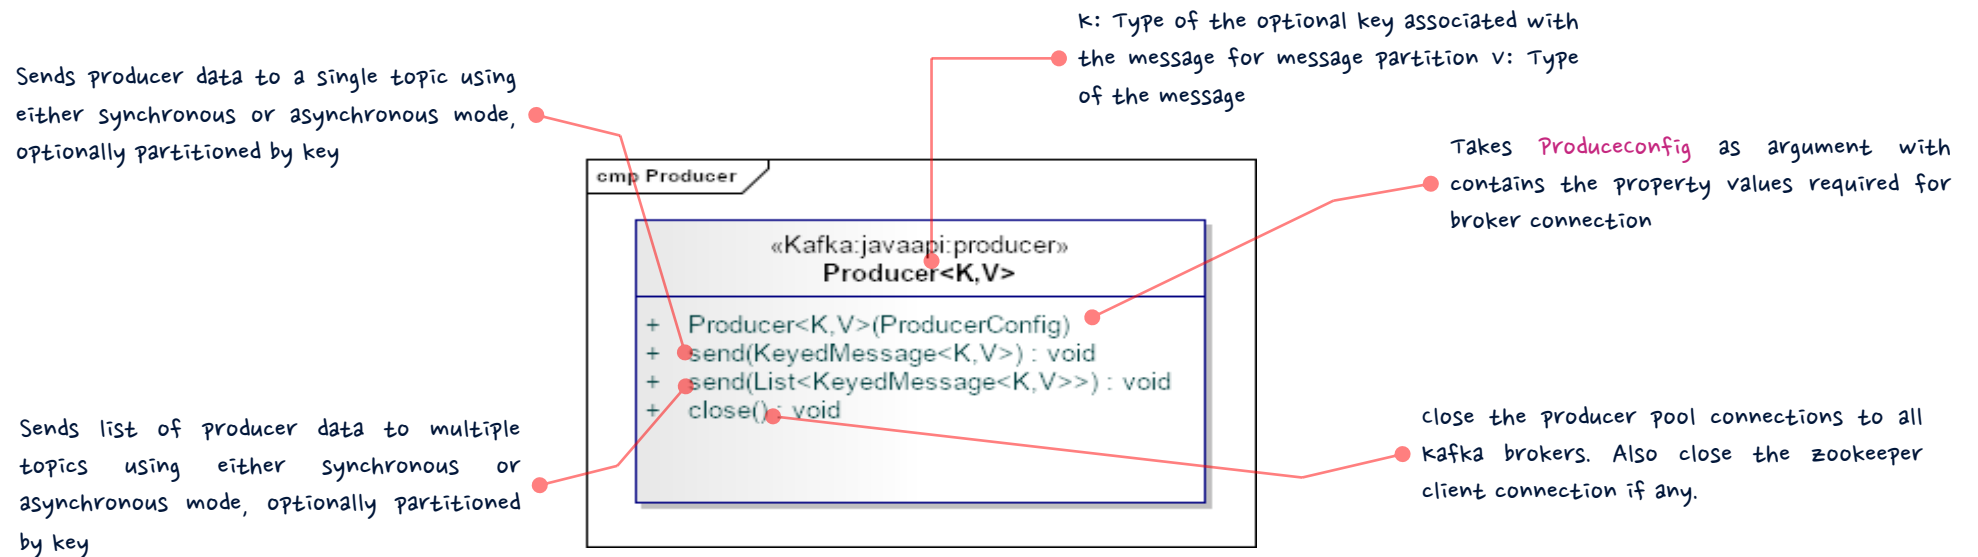 K: Type of the optional key associated with
the message for message partition V: Type
of the message
Sends producer data to a single topic using
either synchronous or asynchronous mode,
optionally partitioned by key
Takes Produceconfig as argument with
contains the property values required for
broker connection
cmp Producer
«Kafka:javaapi:producer»
Producer<K,V>
+ Producer<K,V>(ProducerConfig)
+ send(KeyedMessage<K,V>) : void
+ send(List<KeyedMessage<K,V>>) : void
+ close() : void
Sends list of producer data to multiple
topics using either synchronous or
asynchronous mode, optionally partitioned
by key
Close the producer pool connections to all
Kafka brokers. Also close the zookeeper
client connection if any.